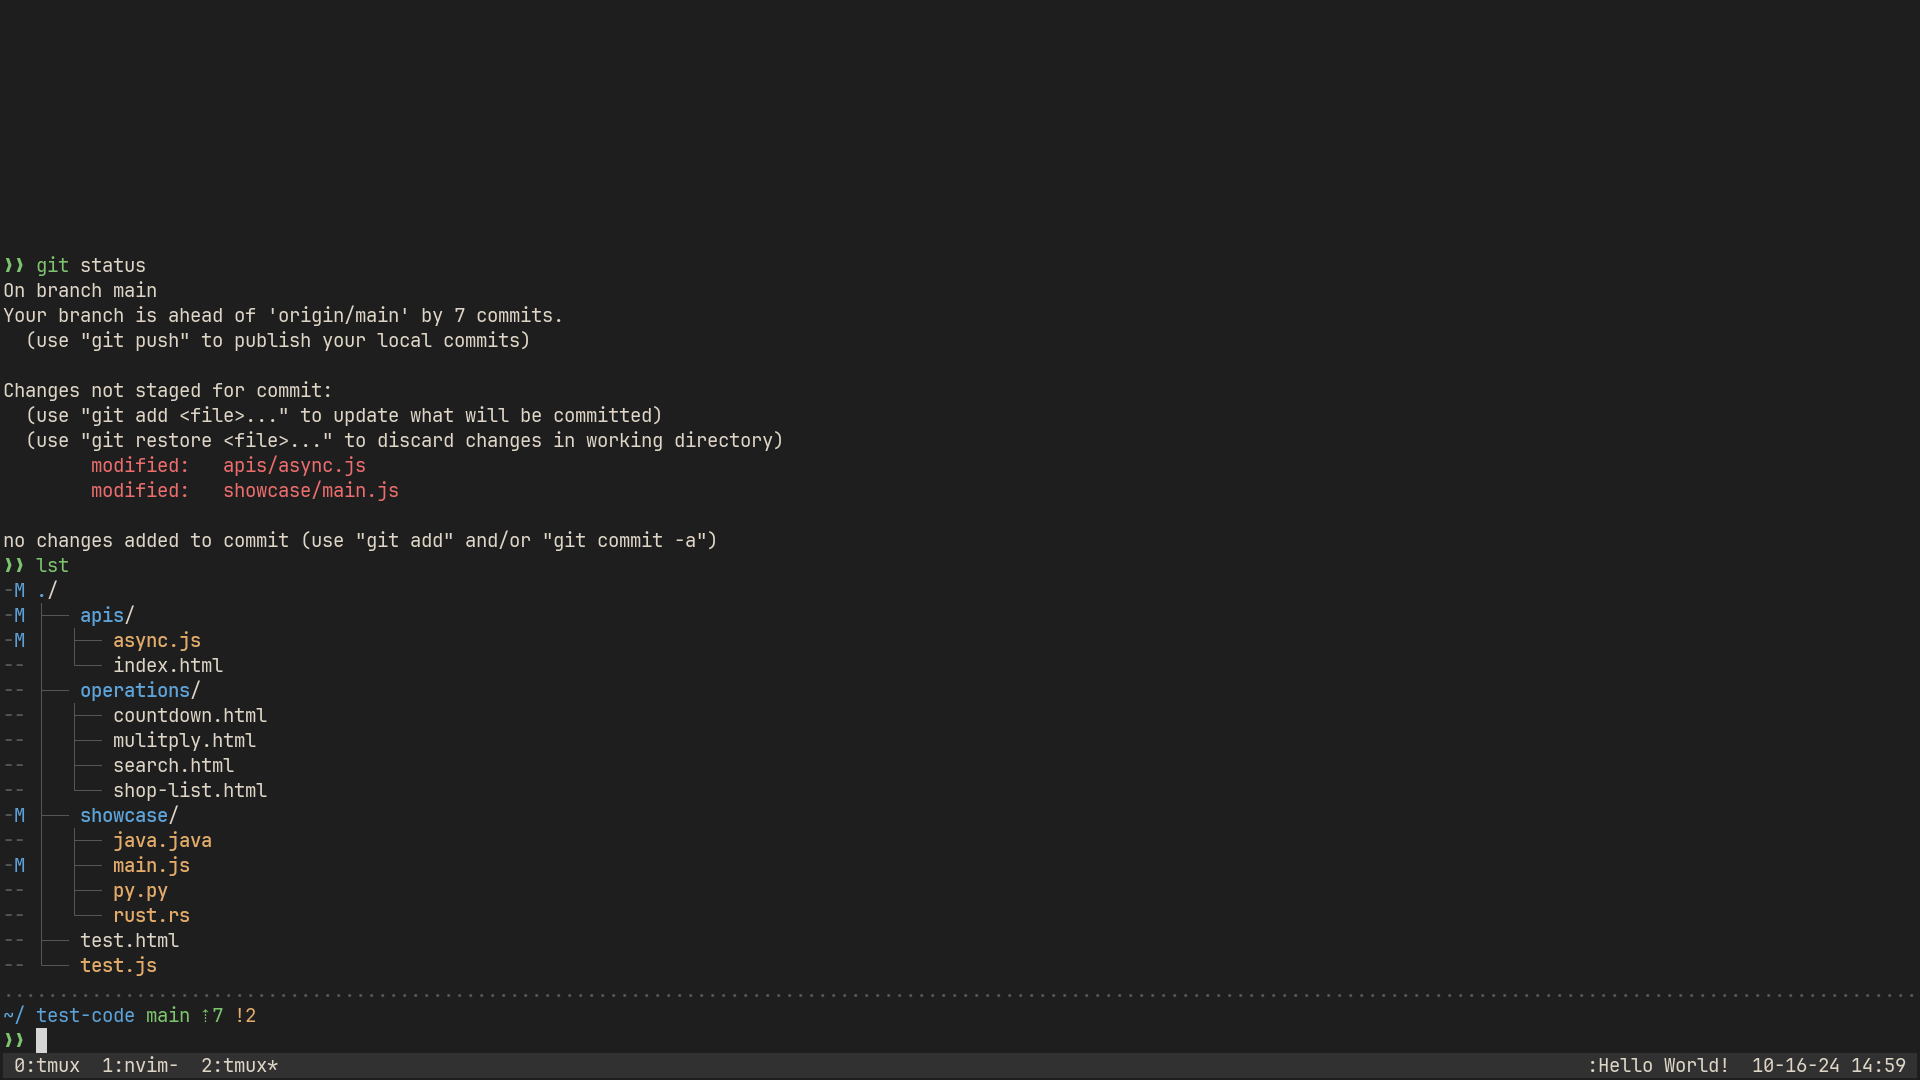 ❯❯ git status
On branch main
Your branch is ahead of 'origin/main' by 7 commits.
  (use "git push" to publish your local commits)

Changes not staged for commit:
  (use "git add <file>..." to update what will be committed)
  (use "git restore <file>..." to discard changes in working directory)
        modified:   apis/async.js
        modified:   showcase/main.js

no changes added to commit (use "git add" and/or "git commit -a")
❯❯ lst
-M ./
-M ├── apis/
-M │  ├── async.js
-- │  └── index.html
-- ├── operations/
-- │  ├── countdown.html
-- │  ├── mulitply.html
-- │  ├── search.html
-- │  └── shop-list.html
-M ├── showcase/
-- │  ├── java.java
-M │  ├── main.js
-- │  ├── py.py
-- │  └── rust.rs
-- ├── test.html
-- └── test.js
~/ test-code main ⇡7 !2
❯❯
0:tmux  1:nvim-  2:tmux* :Hello World!  10-16-24 14:59